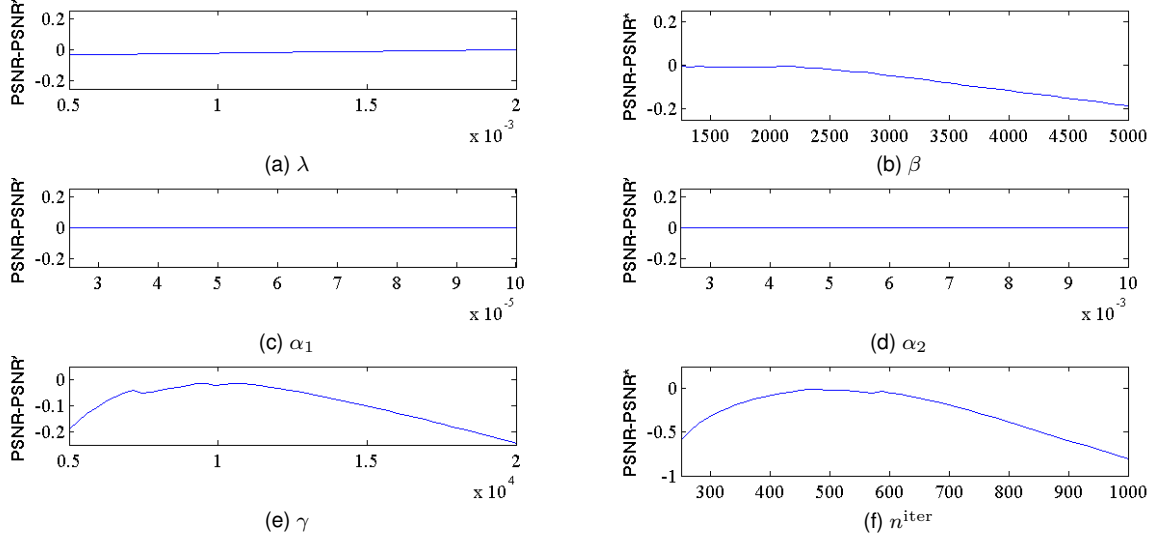 PSNR-PSNR*
0.2
0
-0.2
0.5 1 1.5 2
x 10-3
(a) λ
PSNR-PSNR*
0.2
0
-0.2
1500 2000 2500 3000 3500 4000 4500 5000
(b) β
PSNR-PSNR*
0.2
0
-0.2
3 4 5 6 7 8 9 10
x 10-5
(c) α1
PSNR-PSNR*
0.2
0
-0.2
3 4 5 6 7 8 9 10
x 10-3
(d) α2
PSNR-PSNR*
0
-0.1
-0.2
0.5 1 1.5 2
x 104
(e) γ
PSNR-PSNR*
0
-0.5
-1
300 400 500 600 700 800 900 1000
(f) niter